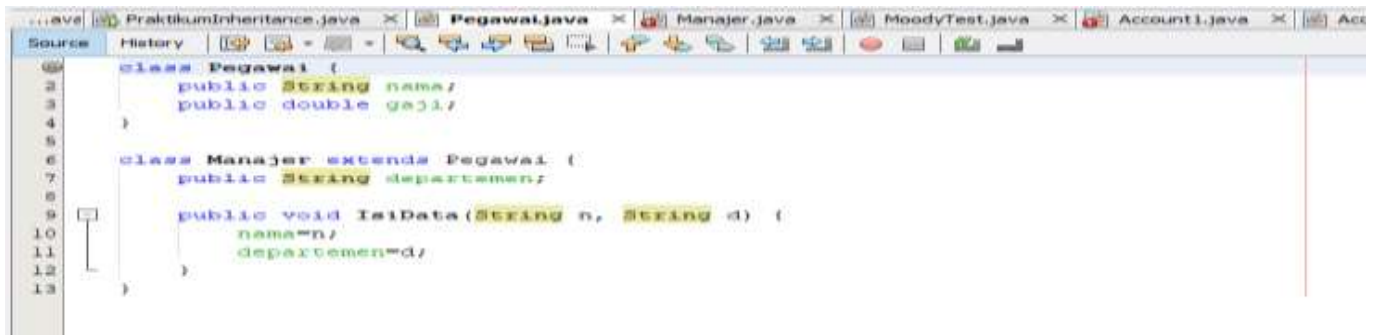 ...ava PraktikumInheritance.java Pegawai.java Manajer.java MoodyTest.java Account1.java Acc
Source History
class Pegawai {
2 public String nama;
3 public double gaji;
4 }
5
6 class Manajer extends Pegawai {
7 public String departemen;
8
9 public void IsiData(String n, String d) {
10 nama=n;
11 departemen=d;
12 }
13 }